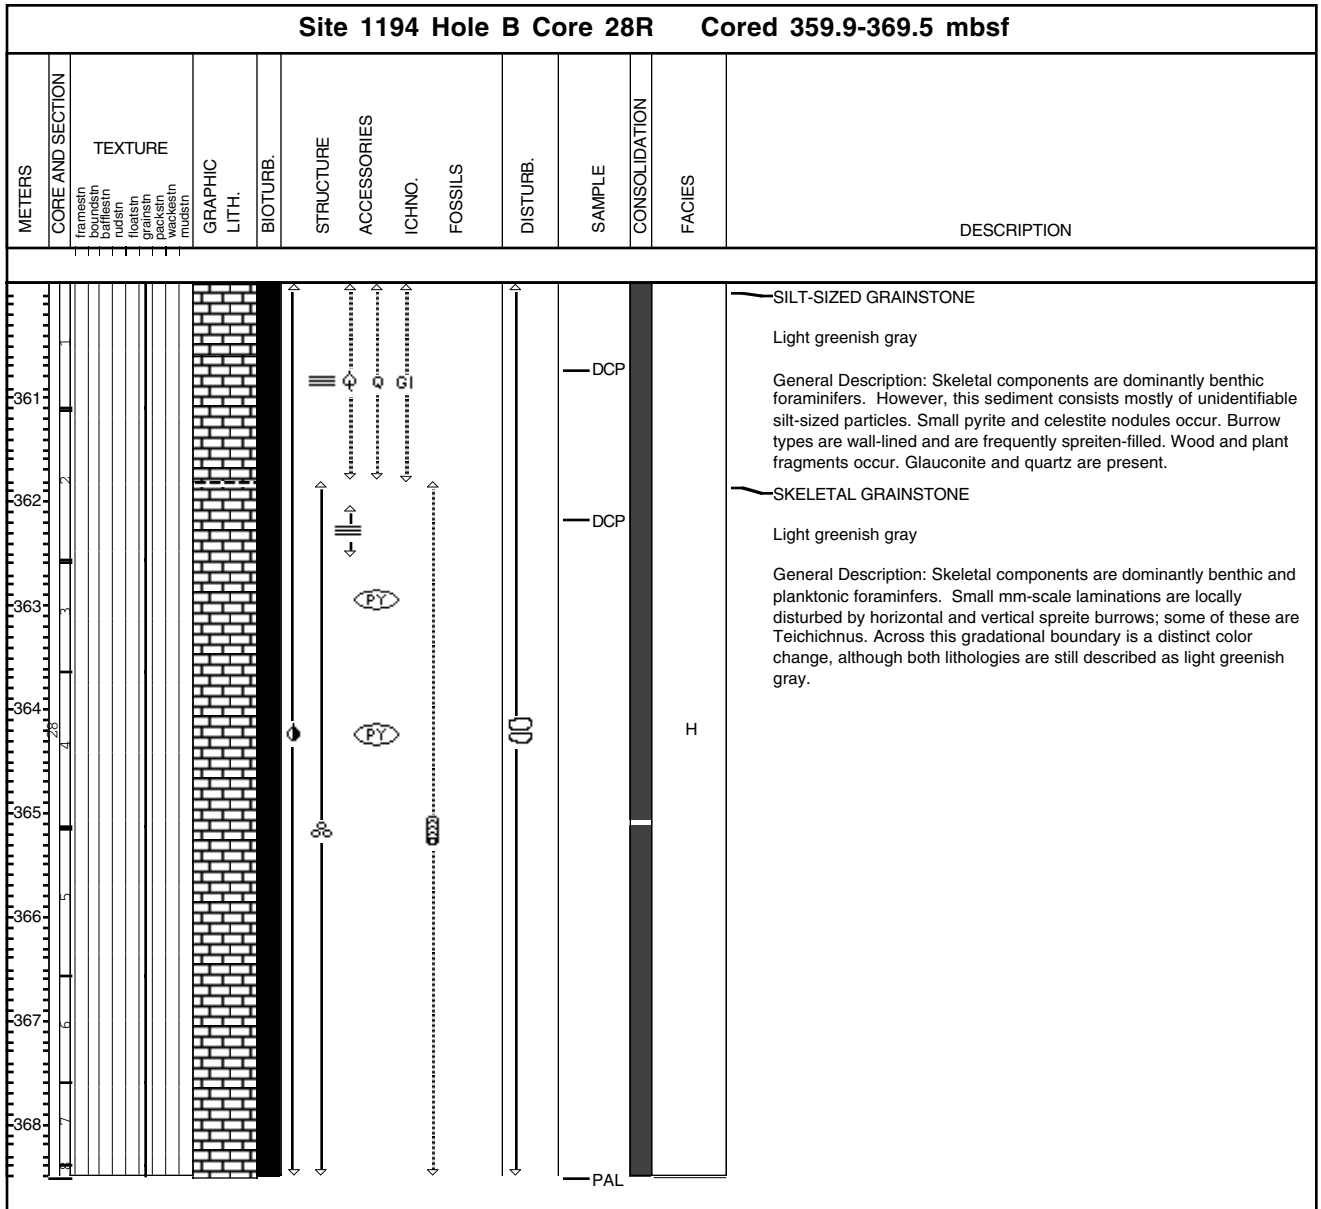 Site 1194 Hole B Core 28R Cored 359.9-369.5 mbsf
METERS
CORE AND SECTION
TEXTURE
framestn
boundstn
bafflestn
rudstn
floatstn
grainstn
packstn
wackestn
mudstn
GRAPHIC
LITH.
BIOTURB.
STRUCTURE
ACCESSORIES
ICHNO.
FOSSILS
DISTURB.
SAMPLE
CONSOLIDATION
FACIES
DESCRIPTION
SILT-SIZED GRAINSTONE
Light greenish gray
1
DCP
General Description: Skeletal components are dominantly benthic
foraminifers. However, this sediment consists mostly of unidentifiable
silt-sized particles. Small pyrite and celestite nodules occur. Burrow
types are wall-lined and are frequently spreiten-filled. Wood and plant
fragments occur. Glauconite and quartz are present.
Q Gl
361
2
SKELETAL GRAINSTONE
362
DCP
Light greenish gray
General Description: Skeletal components are dominantly benthic and
planktonic foraminfers. Small mm-scale laminations are locally
disturbed by horizontal and vertical spreite burrows; some of these are
Teichichnus. Across this gradational boundary is a distinct color
change, although both lithologies are still described as light greenish
gray.
PY
363
3
364
28
4
PY
H
365
5
366
367
6
368
7
8
PAL